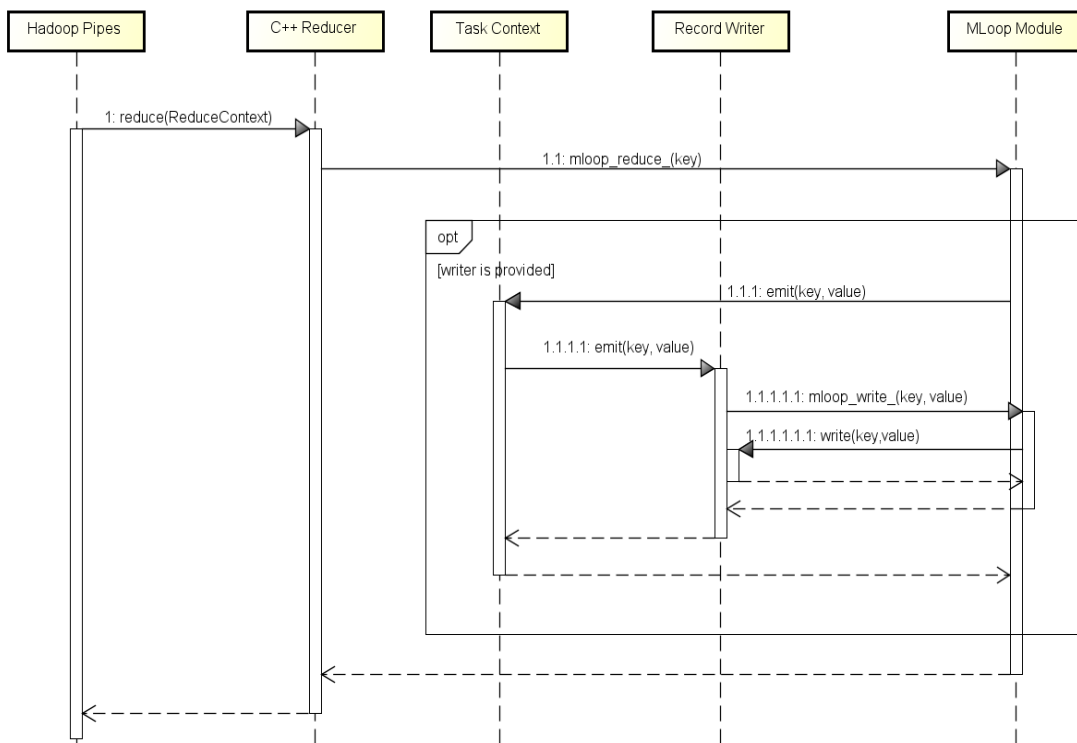 Hadoop Pipes
C++ Reducer
Task Context
Record Writer
MLoop Module
1: reduce(ReduceContext)
1.1: mloop_reduce_(key)
opt
[writer is provided]
1.1.1: emit(key, value)
1.1.1.1: emit(key, value)
1.1.1.1.1: mloop_write_(key, value)
1.1.1.1.1.1: write(key,value)